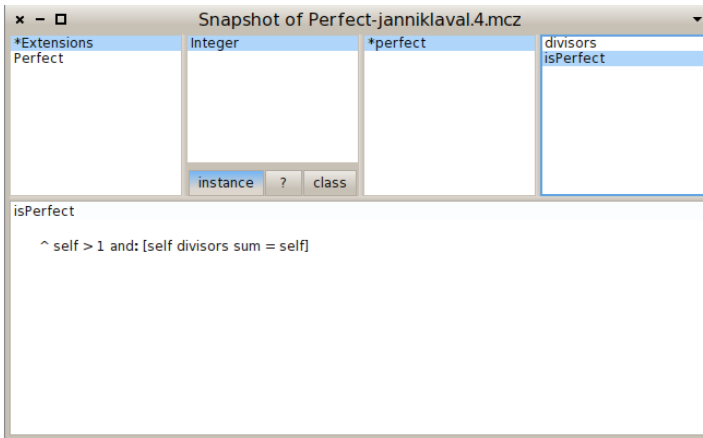 Snapshot of Perfect-janniklaval.4.mcz
*Extensions
Perfect
Integer
instance ? class
*perfect
divisors
isPerfect
isPerfect
^ self > 1 and: [self divisors sum = self]